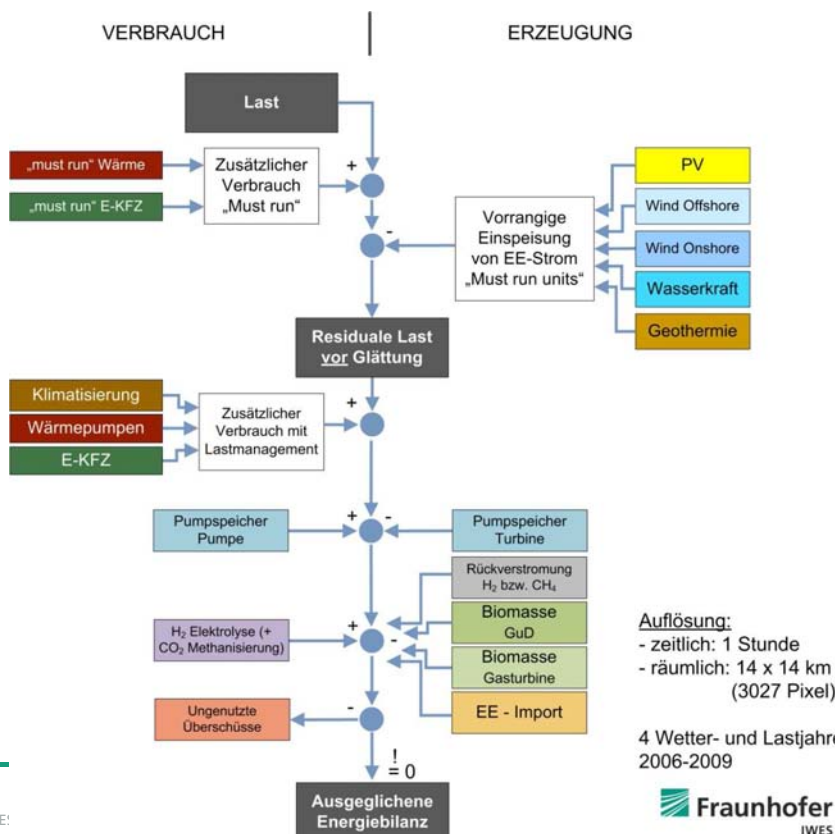 VERBRAUCH
ERZEUGUNG
Last
„must run“ Wärme
„must run“ E-KFZ
Zusätzlicher
Verbrauch
„Must run“
+
-
PV
Wind Offshore
Wind Onshore
Wasserkraft
Geothermie
Vorrangige
Einspeisung
von EE-Strom
„Must run units“
Residuale Last
vor Glättung
Klimatisierung
Wärmepumpen
E-KFZ
Zusätzlicher
Verbrauch mit
Lastmanagement
+
Pumpspeicher
Pumpe
+ -
Pumpspeicher
Turbine
Rückverstromung
H₂ bzw. CH₄
Biomasse
GuD
Biomasse
Gasturbine
EE - Import
H₂ Elektrolyse (+
CO₂ Methanisierung)
+
-
Ungenutzte
Überschüsse
-
!
= 0
Ausgeglichene
Energiebilanz
Auflösung:
- zeitlich: 1 Stunde
- räumlich: 14 x 14 km
(3027 Pixel)
4 Wetter- und Lastjahre
2006-2009
Fraunhofer
IWES